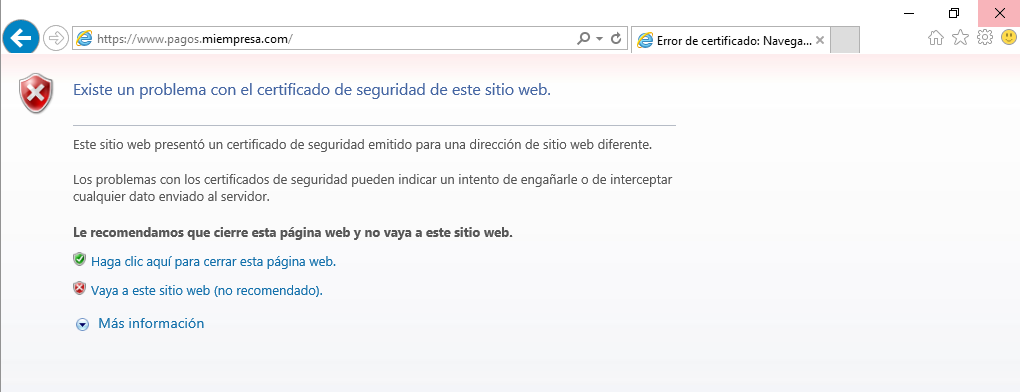 https://www.pagos.miempresa.com/
Error de certificado: Navega...
Existe un problema con el certificado de seguridad de este sitio web.
Este sitio web presentó un certificado de seguridad emitido para una dirección de sitio web diferente.
Los problemas con los certificados de seguridad pueden indicar un intento de engañarle o de interceptar
cualquier dato enviado al servidor.
Le recomendamos que cierre esta página web y no vaya a este sitio web.
Haga clic aquí para cerrar esta página web.
Vaya a este sitio web (no recomendado).
Más información